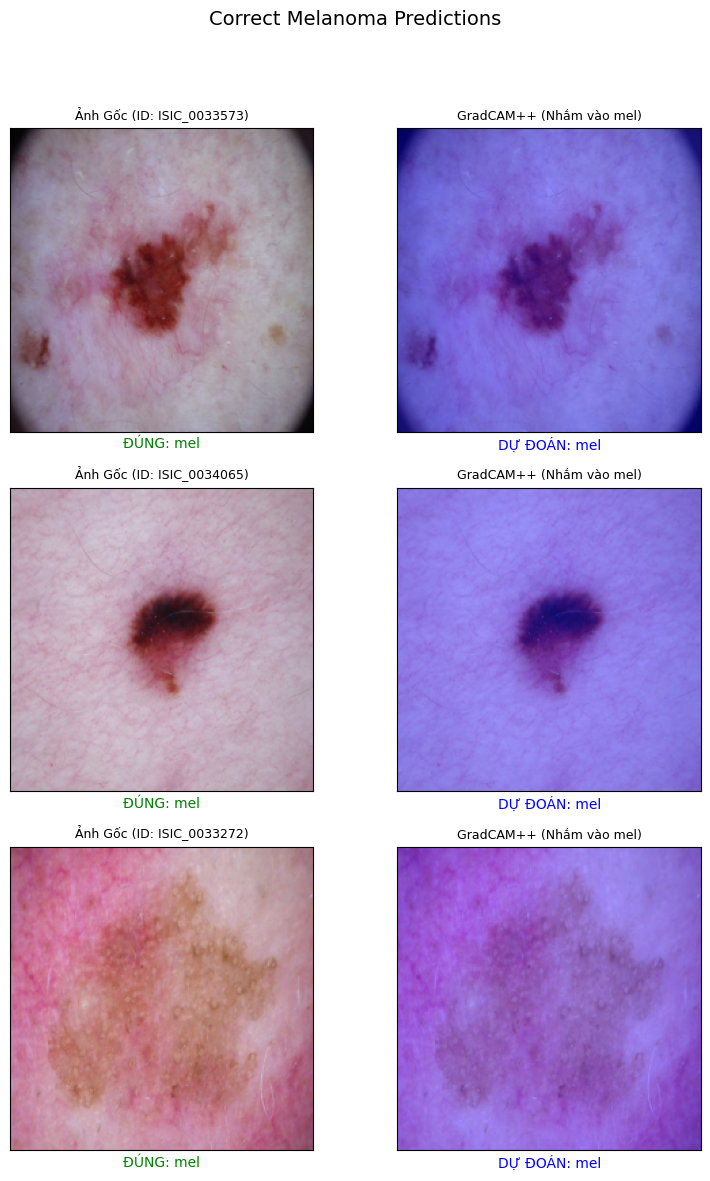 Correct Melanoma Predictions
Ảnh Gốc (ID: ISIC_0033573)
GradCAM++ (Nhắm vào mel)
ĐÚNG: mel
DỰ ĐOÁN: mel
Ảnh Gốc (ID: ISIC_0034065)
GradCAM++ (Nhắm vào mel)
ĐÚNG: mel
DỰ ĐOÁN: mel
Ảnh Gốc (ID: ISIC_0033272)
GradCAM++ (Nhắm vào mel)
ĐÚNG: mel
DỰ ĐOÁN: mel